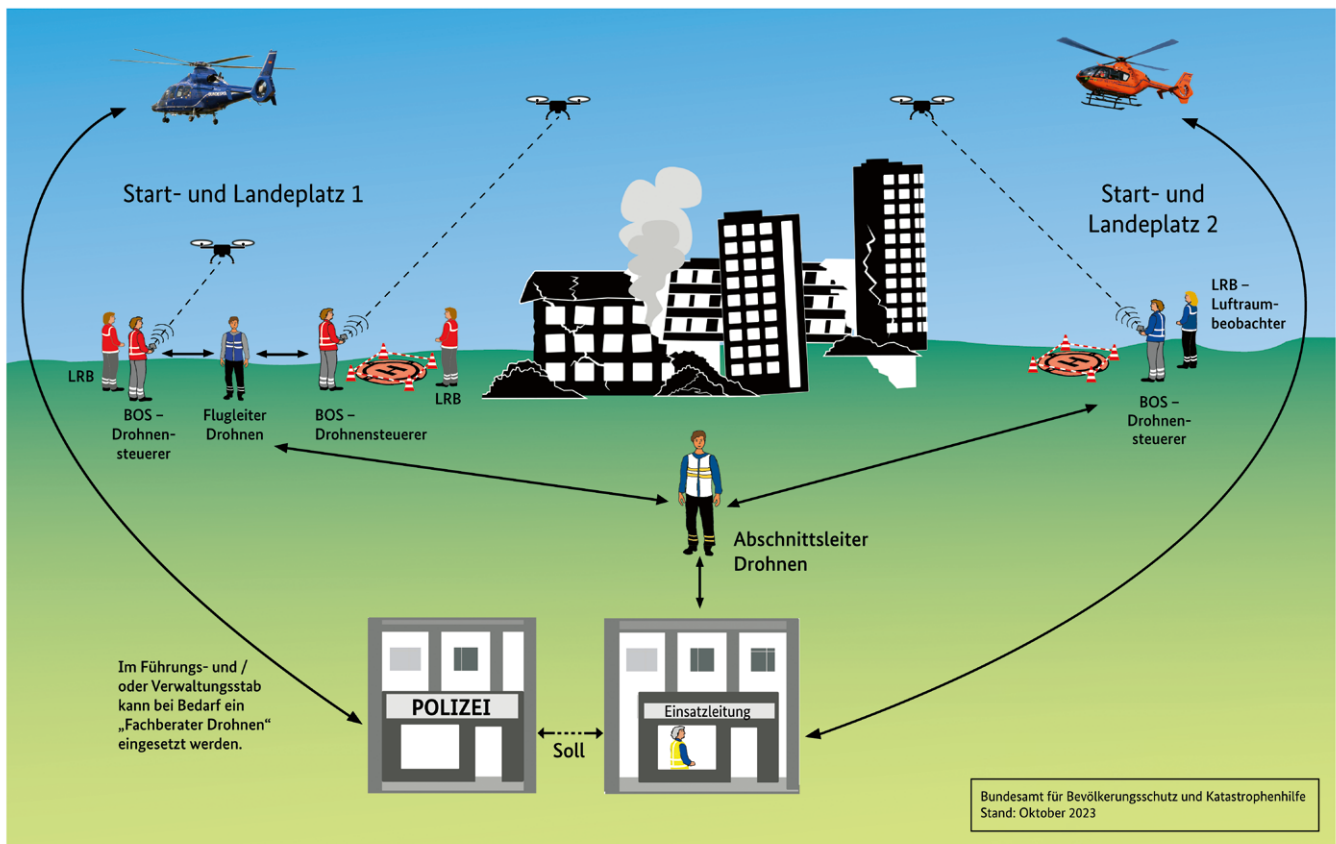 Start- und Landeplatz 1
Start- und
Landeplatz 2
LRB –
Luftraum-
beobachter
LRB
BOS –
Drohnen-
steuerer
Flugleiter
Drohnen
BOS –
Drohnensteuerer
LRB
H
H
BOS –
Drohnen-
steuerer
Abschnittsleiter
Drohnen
Im Führungs- und /
oder Verwaltungsstab
kann bei Bedarf ein
„Fachberater Drohnen“
eingesetzt werden.
POLIZEI
Soll
Einsatzleitung
Bundesamt für Bevölkerungsschutz und Katastrophenhilfe
Stand: Oktober 2023